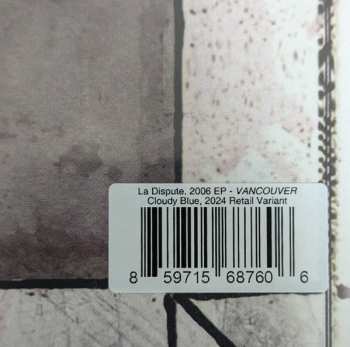 La Dispute, 2006 EP - VANCOUVER
Cloudy Blue, 2024 Retail Variant
8 59715 68760 6